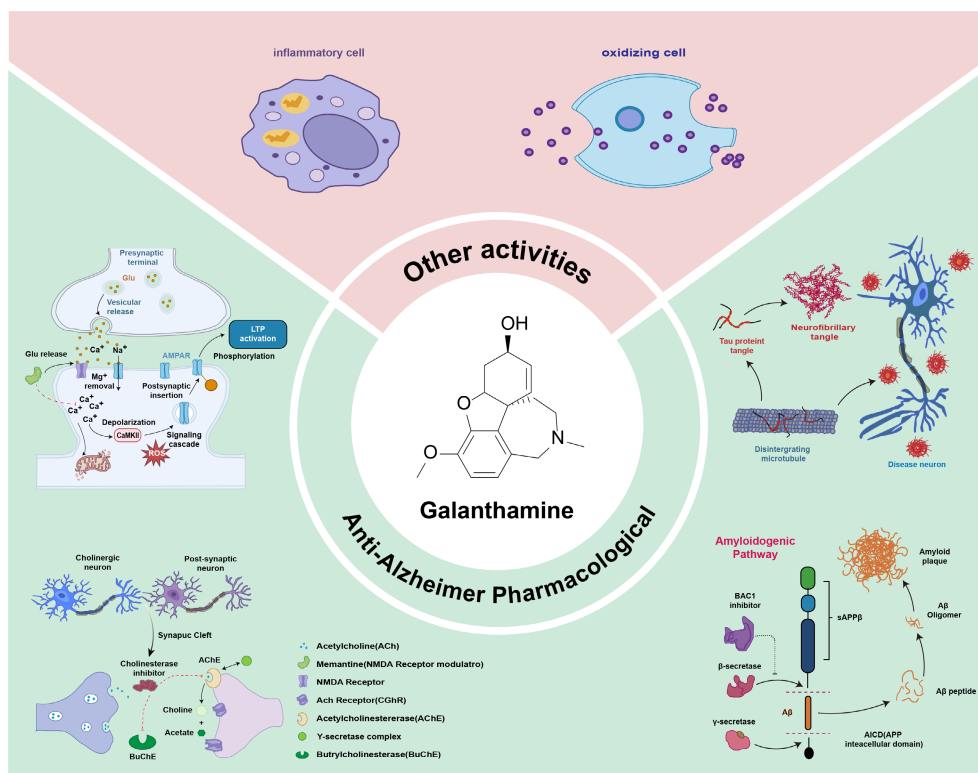 inflammatory cell
oxidizing cell
Other activities
OH
O
O
N
Galanthamine
Anti-Alzheimer Pharmacological
Presynaptic
terminal
Glu
Vesicular
release
LTP
activation
Glu release
Ca⁺
Na⁺
AMPAR
Phosphorylation
Mg⁺
removal
Postsynaptic
insertion
Ca⁺
Ca⁺
Ca⁺
Ca⁺
Depolarization
CaMKII
Signaling
cascade
ROS
Tau proteint
tangle
Neurofibrillary
tangle
Disintergrating
microtubule
Disease neuron
Cholinergic
neuron
Post-synaptic
neuron
Synapuc Cleft
Cholinesterase
inhibitor
AChE
Choline
+
Acetate
BuChE
Acetylcholine(ACh)
Memantine(NMDA Receptor modulatro)
NMDA Receptor
Ach Receptor(CGhR)
Acetylcholinestererase(AChE)
Y-secretase complex
Butrylcholinesterase(BuChE)
Amyloidogenic
Pathway
BAC1
inhibitor
β-secretase
γ-secretase
sAPPβ
Aβ
AICD(APP
inteacellular domain)
Amyloid
plaque
Aβ
Oligomer
Aβ peptide